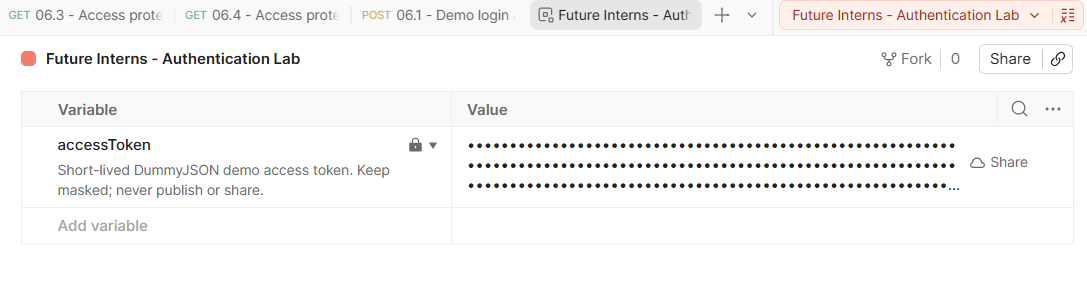 GET 06.3 - Access prote
GET 06.4 - Access prote
POST 06.1 - Demo login
Future Interns - Auth
Future Interns - Authentication Lab
Future Interns - Authentication Lab
Fork 0
Share
Variable
Value
accessToken
Short-lived DummyJSON demo access token. Keep
masked; never publish or share.
Share
Add variable